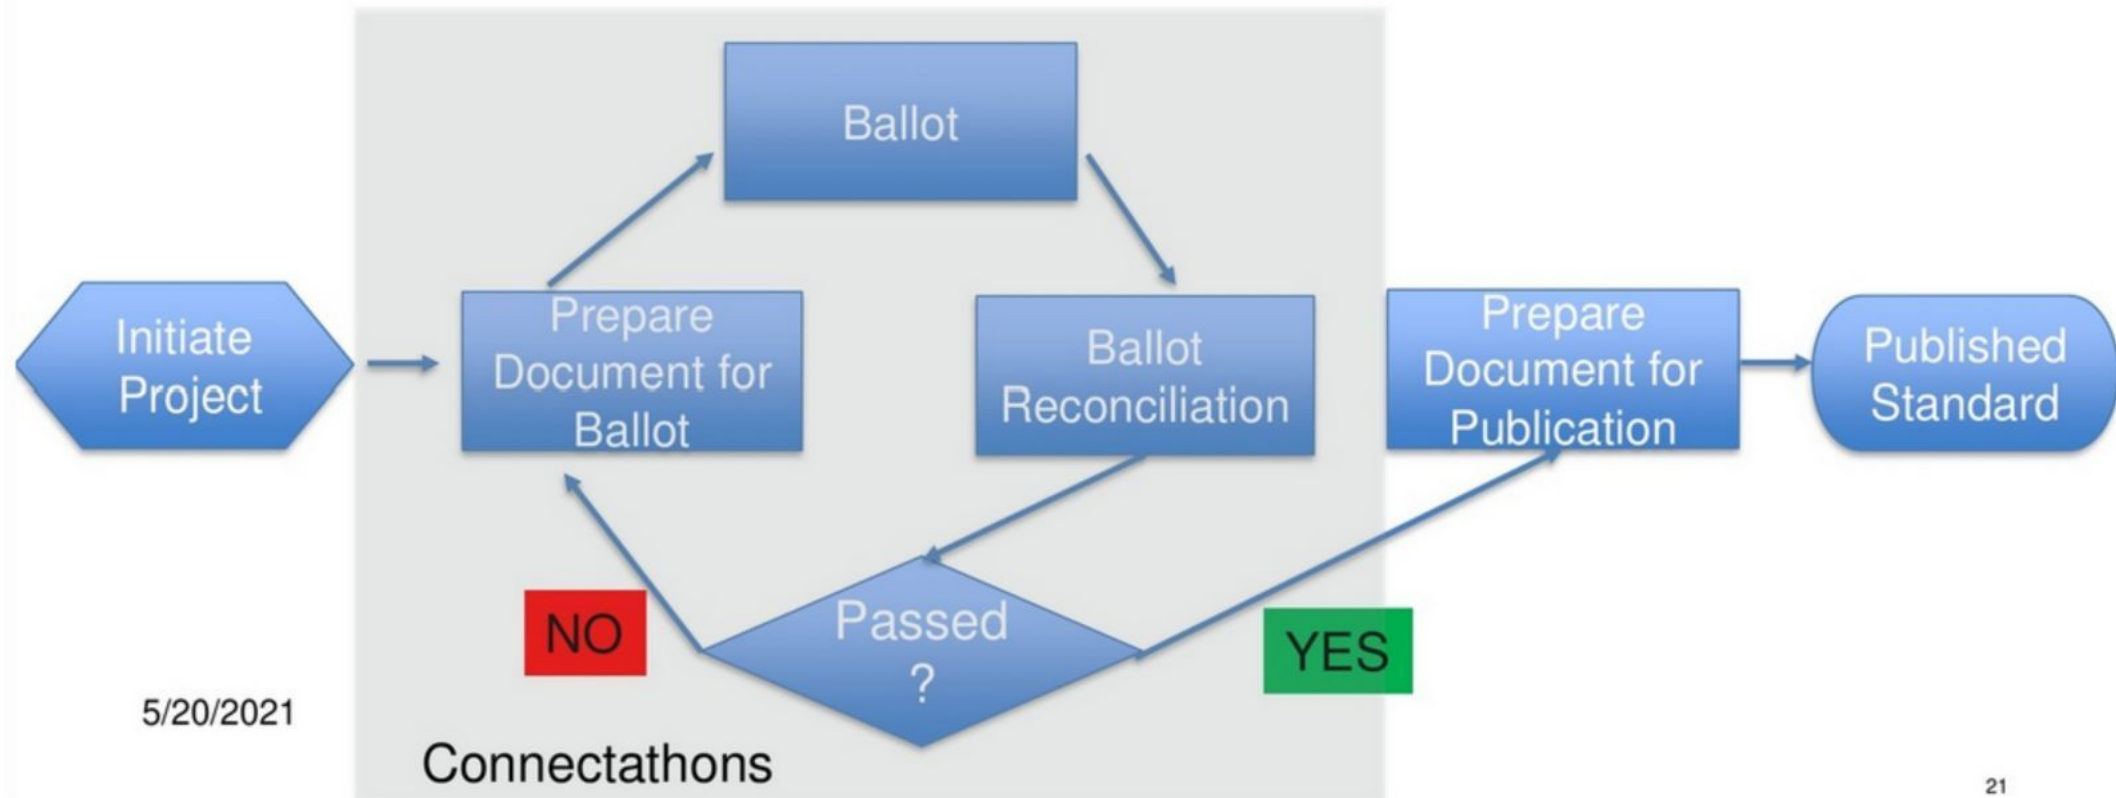 Ballot
Initiate
Project
Prepare
Document for
Ballot
Ballot
Reconciliation
Prepare
Document for
Publication
Published
Standard
NO
Passed
?
YES
5/20/2021
Connectathons
21